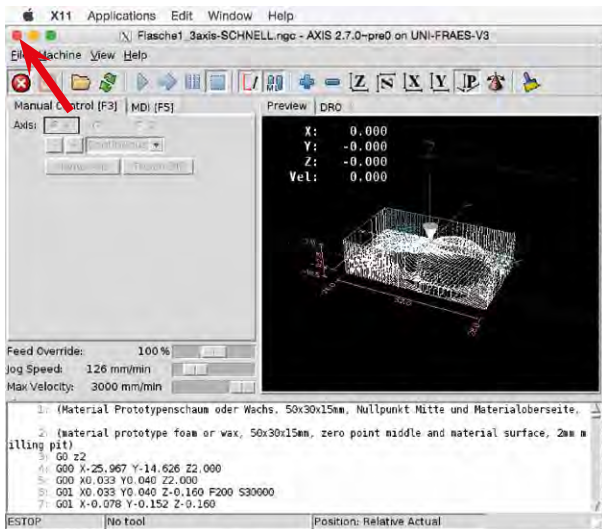 X11 Applications Edit Window Help
Flasche1_3axis-SCHNELL.ngc - AXIS 2.7.0~pre0 on UNI-FRAES-V3
File Machine View Help
Manual Control [F3] MDI [F5]
Preview DRO
Axis:
Continuous
X: 0.000
Y: -0.000
Z: -0.000
Vel: 0.000
Feed Override: 100 %
Jog Speed: 126 mm/min
Max Velocity: 3000 mm/min
1: (Material Prototypenschaum oder Wachs, 50x30x15mm, Nullpunkt Mitte und Materialoberseite,
2: (material prototype foam or wax, 50x30x15mm, zero point middle and material surface, 2mm m
illing pit)
3: G0 z2
4: G00 X-25.967 Y-14.626 Z2.000
5: G00 X0.033 Y0.040 Z2.000
6: G01 X0.033 Y0.040 Z-0.160 F200 S30000
7: G01 X-0.078 Y-0.152 Z-0.160
ESTOP No tool Position: Relative Actual